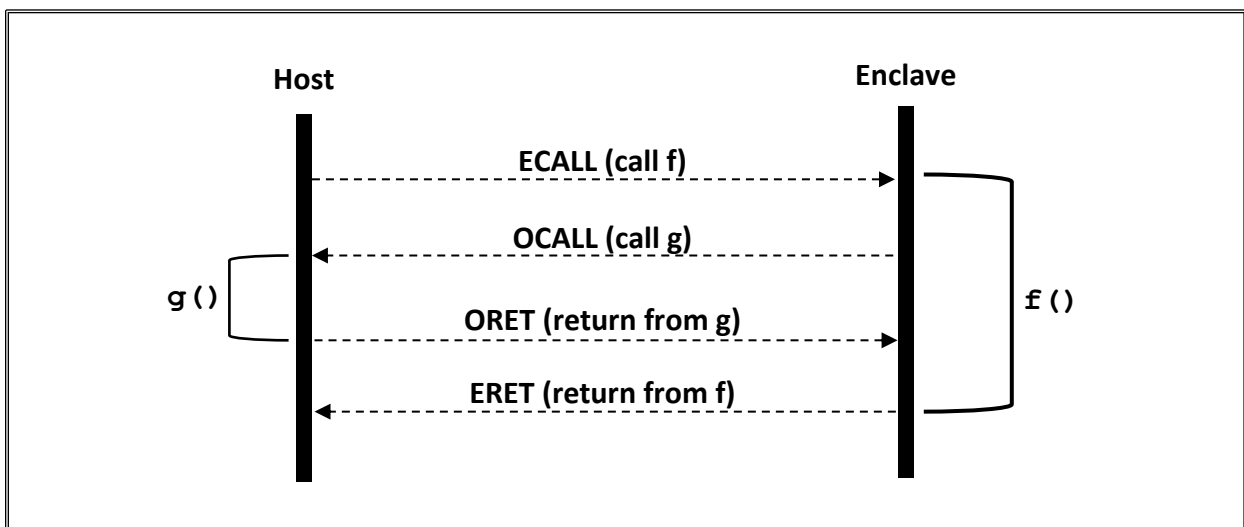 Host
Enclave
ECALL (call f)
OCALL (call g)
g()
f()
ORET (return from g)
ERET (return from f)